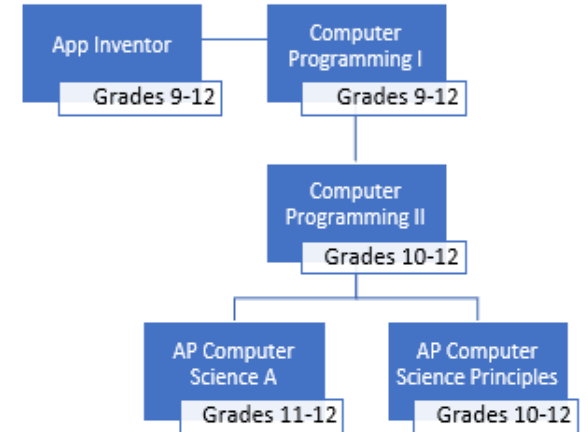 App Inventor
Grades 9-12
Computer
Programming I
Grades 9-12
Computer
Programming II
Grades 10-12
AP Computer
Science A
Grades 11-12
AP Computer
Science Principles
Grades 10-12